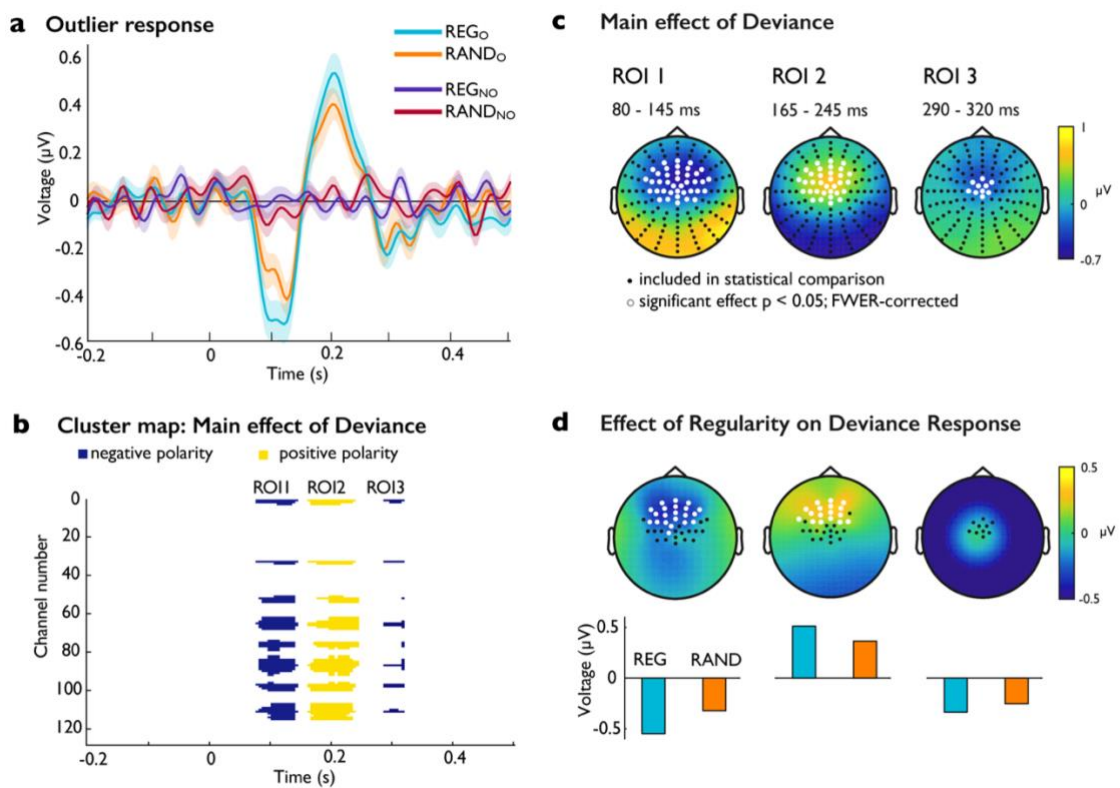 a Outlier response
REG_O
RAND_O
REG_NO
RAND_NO
0.6
0.4
0.2
0
-0.2
-0.4
-0.6
Voltage (µV)
-0.2
0
0.2
0.4
Time (s)
b Cluster map: Main effect of Deviance
negative polarity
positive polarity
ROI1
ROI2
ROI3
0
20
40
60
80
100
120
Channel number
-0.2
0
0.2
0.4
Time (s)
c Main effect of Deviance
ROI 1
ROI 2
ROI 3
80 - 145 ms
165 - 245 ms
290 - 320 ms
1
0
-0.7
µV
• included in statistical comparison
○ significant effect p < 0.05; FWER-corrected
d Effect of Regularity on Deviance Response
0.5
0
-0.5
µV
0.5
0
-0.5
Voltage (µV)
REG
RAND